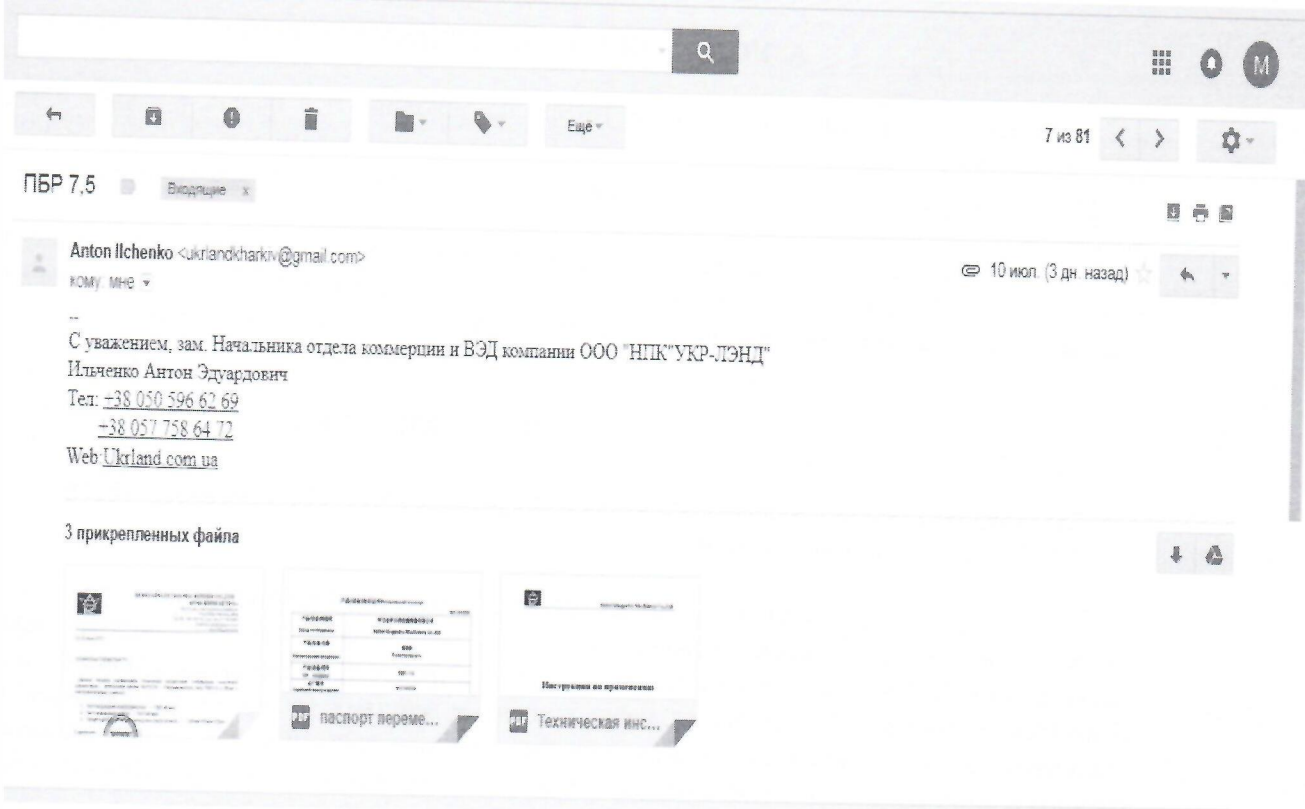 M
Ещё
7 из 81
ПБР 7,5
Входящие x
Anton Ilchenko <ukrlandkharkiv@gmail.com>
кому: мне
10 июл. (3 дн. назад)
--
С уважением, зам. Начальника отдела коммерции и ВЭД компании ООО "НПК"УКР-ЛЭНД"
Ильченко Антон Эдуардович
Тел: +38 050 596 62 69
+38 057 758 64 72
Web:Ukrland.com.ua
3 прикрепленных файла
Инструкция по применению
PDF паспорт переме...
PDF Техническая инс...